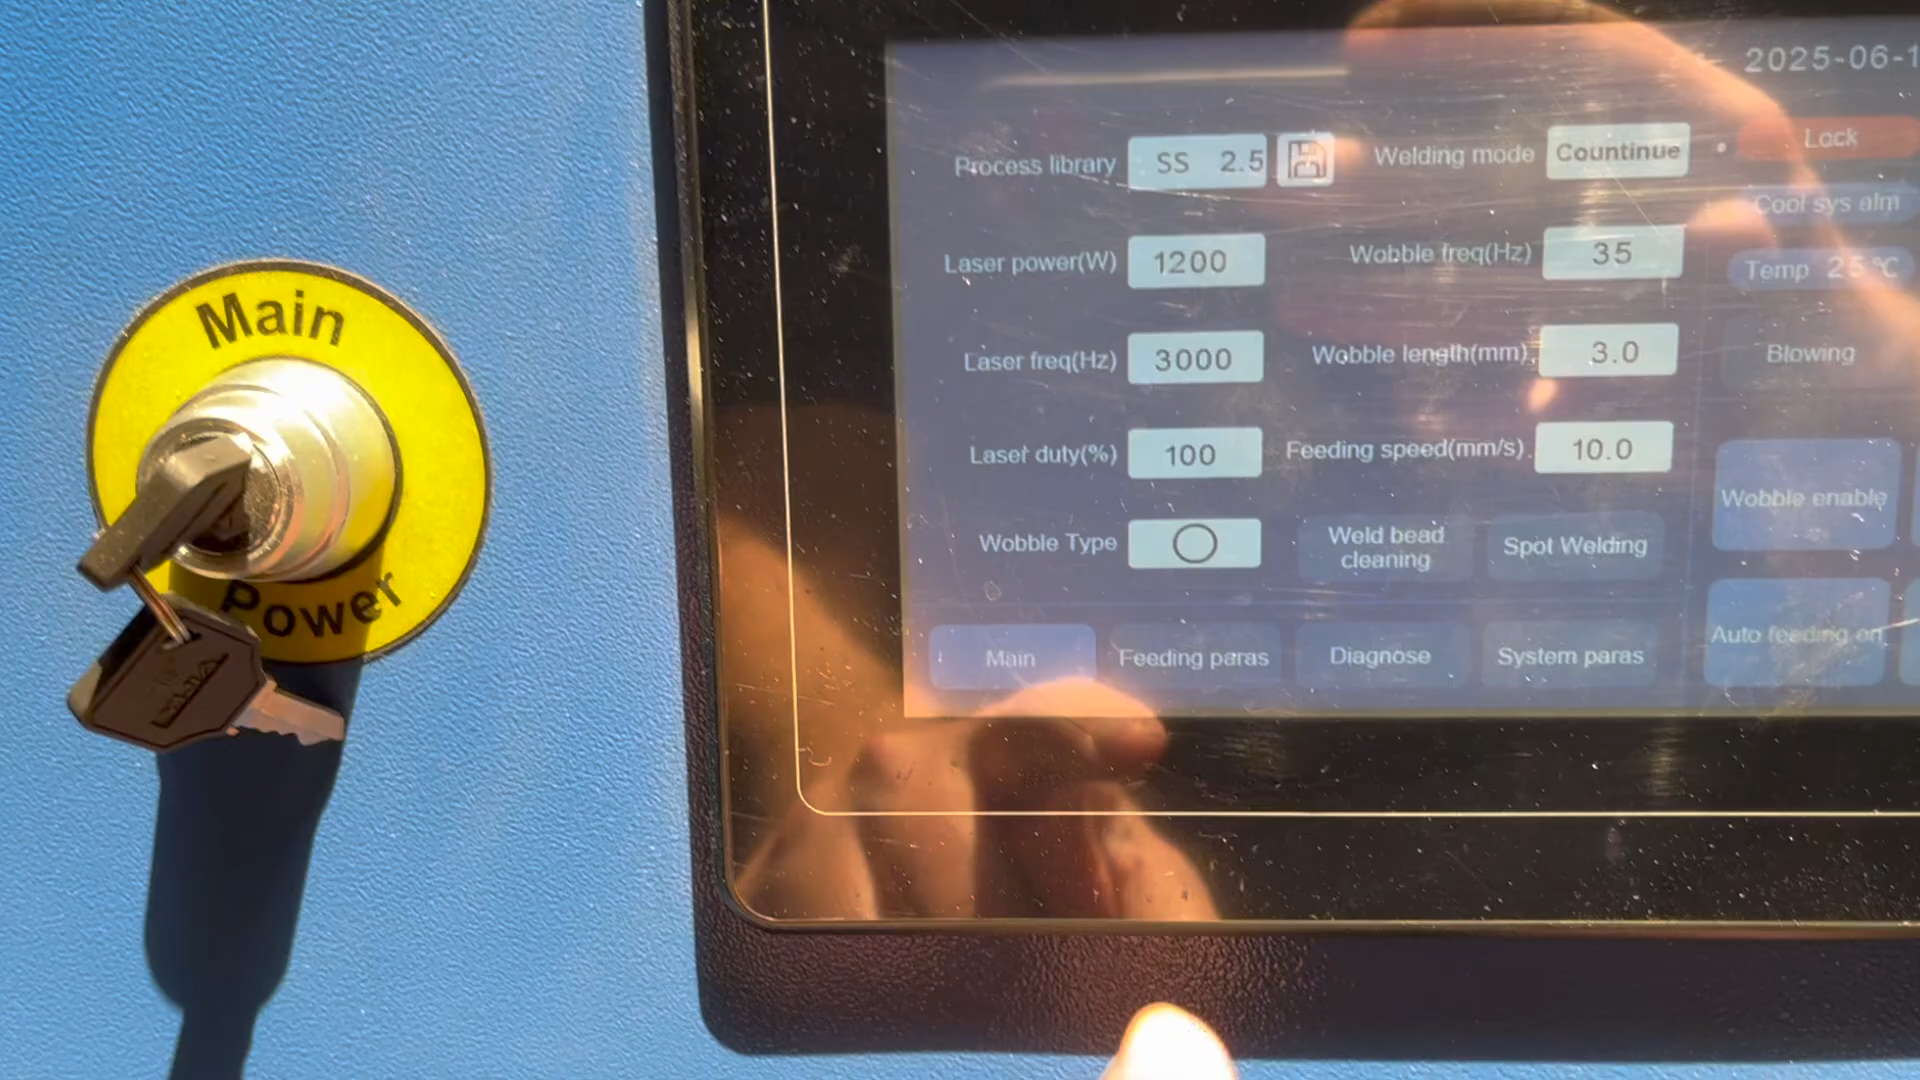 Main
Power
2025-06-1
Process library SS 2.5 Welding mode Countinue Lock
Cool sys alm
Laser power(W) 1200 Wobble freq(Hz) 35 Temp 25 °C
Laser freq(Hz) 3000 Wobble length(mm) 3.0 Blowing
Laser duty(%) 100 Feeding speed(mm/s) 10.0
Wobble enable
Wobble Type Weld bead
cleaning
Spot Welding
Auto feeding en
Main Feeding paras Diagnose System paras